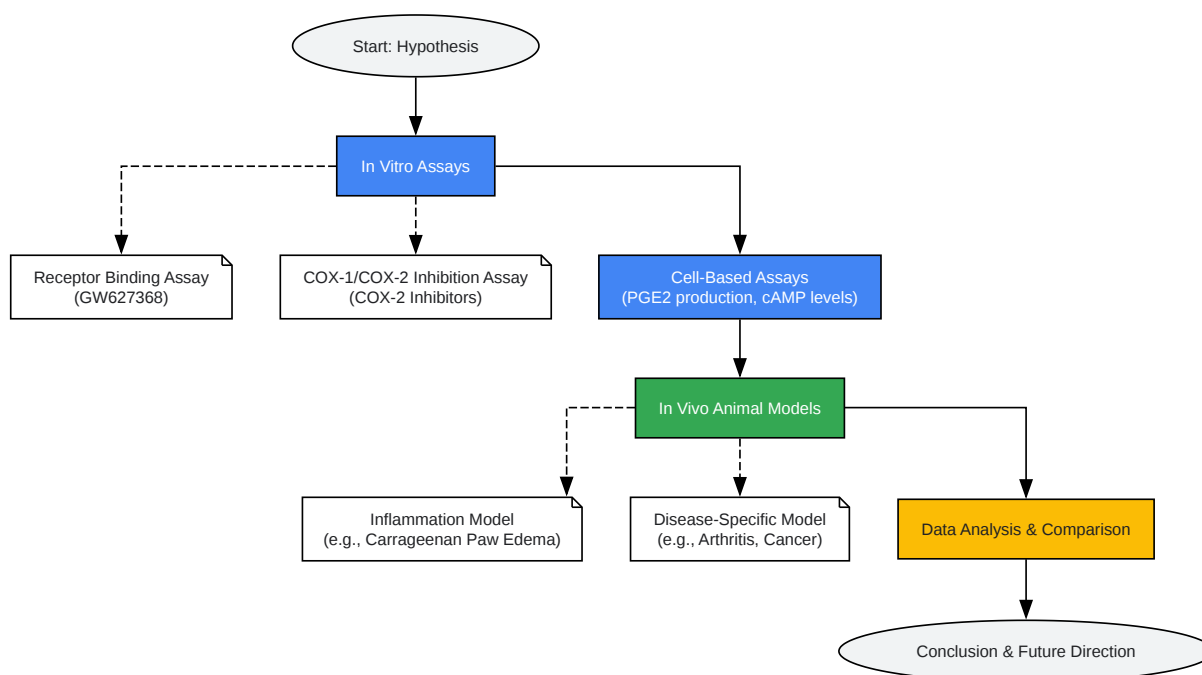 Start: Hypothesis
In Vitro Assays
Receptor Binding Assay
(GW627368)
COX-1/COX-2 Inhibition Assay
(COX-2 Inhibitors)
Cell-Based Assays
(PGE2 production, cAMP levels)
In Vivo Animal Models
Inflammation Model
(e.g., Carrageenan Paw Edema)
Disease-Specific Model
(e.g., Arthritis, Cancer)
Data Analysis & Comparison
Conclusion & Future Direction